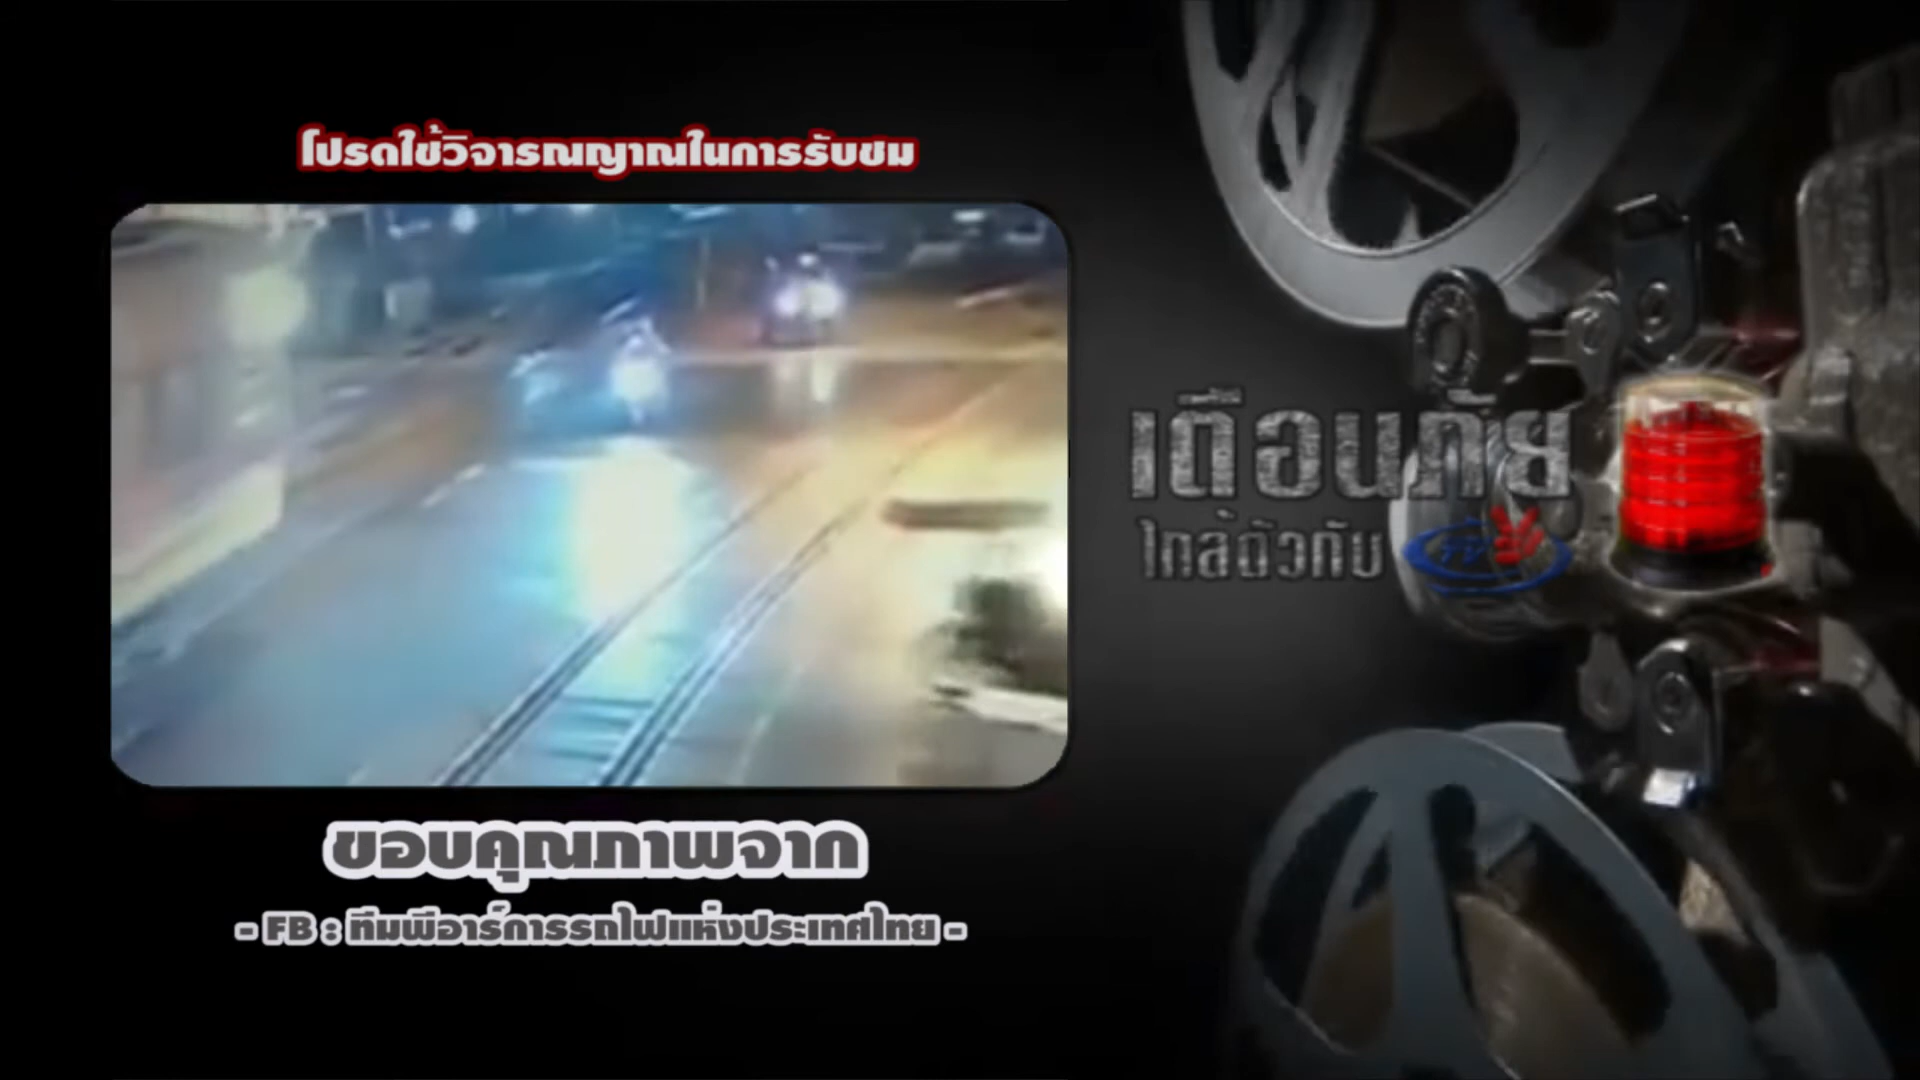 โปรดใช้วิจารณญาณในการรับชม
เตือนภัย
ใกล้ตัวกับ
ขอบคุณภาพจาก
- FB : ทีมพีอาร์การรถไฟแห่งประเทศไทย -